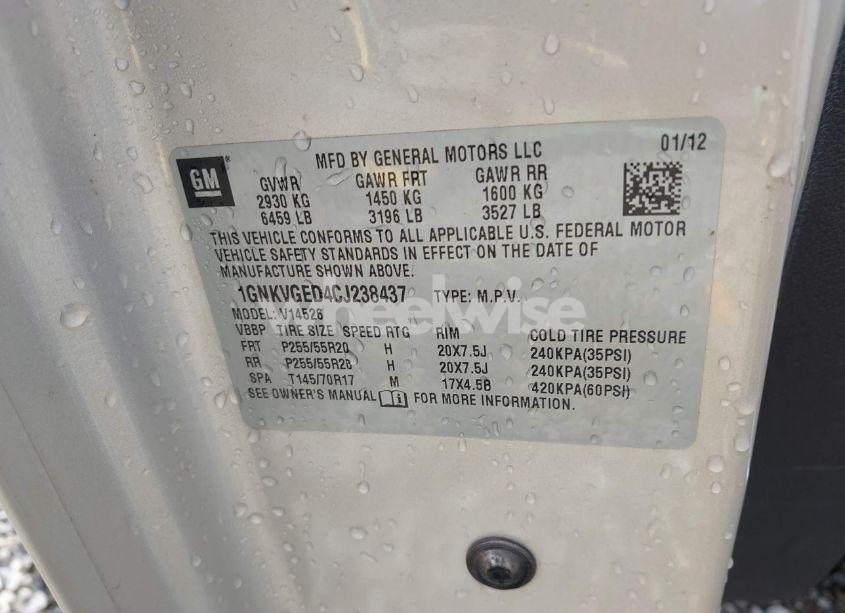 MFD BY GENERAL MOTORS LLC 01/12
GM
GVWR GAWR FRT GAWR RR
2930 KG 1450 KG 1600 KG
6459 LB 3196 LB 3527 LB
THIS VEHICLE CONFORMS TO ALL APPLICABLE U.S. FEDERAL MOTOR
VEHICLE SAFETY STANDARDS IN EFFECT ON THE DATE OF
MANUFACTURE SHOWN ABOVE.
1GNKVGED4CJ238437 TYPE: M.P.V.
wheelwise
MODEL: V14526
VBBP TIRE SIZE SPEED RTG RIM COLD TIRE PRESSURE
FRT P255/55R20 H 20X7.5J 240KPA(35PSI)
RR P255/55R20 H 20X7.5J 240KPA(35PSI)
SPA T145/70R17 M 17X4.5B 420KPA(60PSI)
SEE OWNER'S MANUAL FOR MORE INFORMATION.